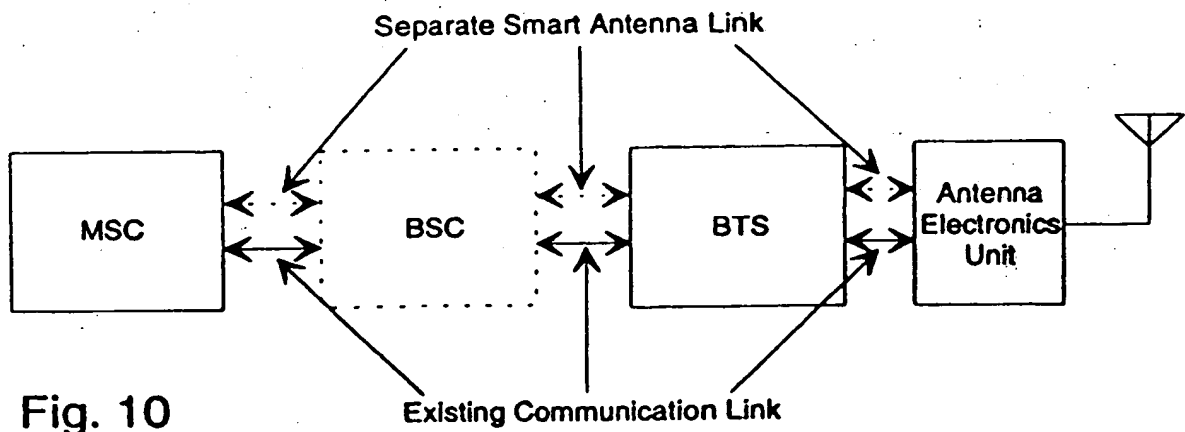 Separate Smart Antenna Link
MSC
BSC
BTS
Antenna
Electronics
Unit
Fig. 10
Existing Communication Link